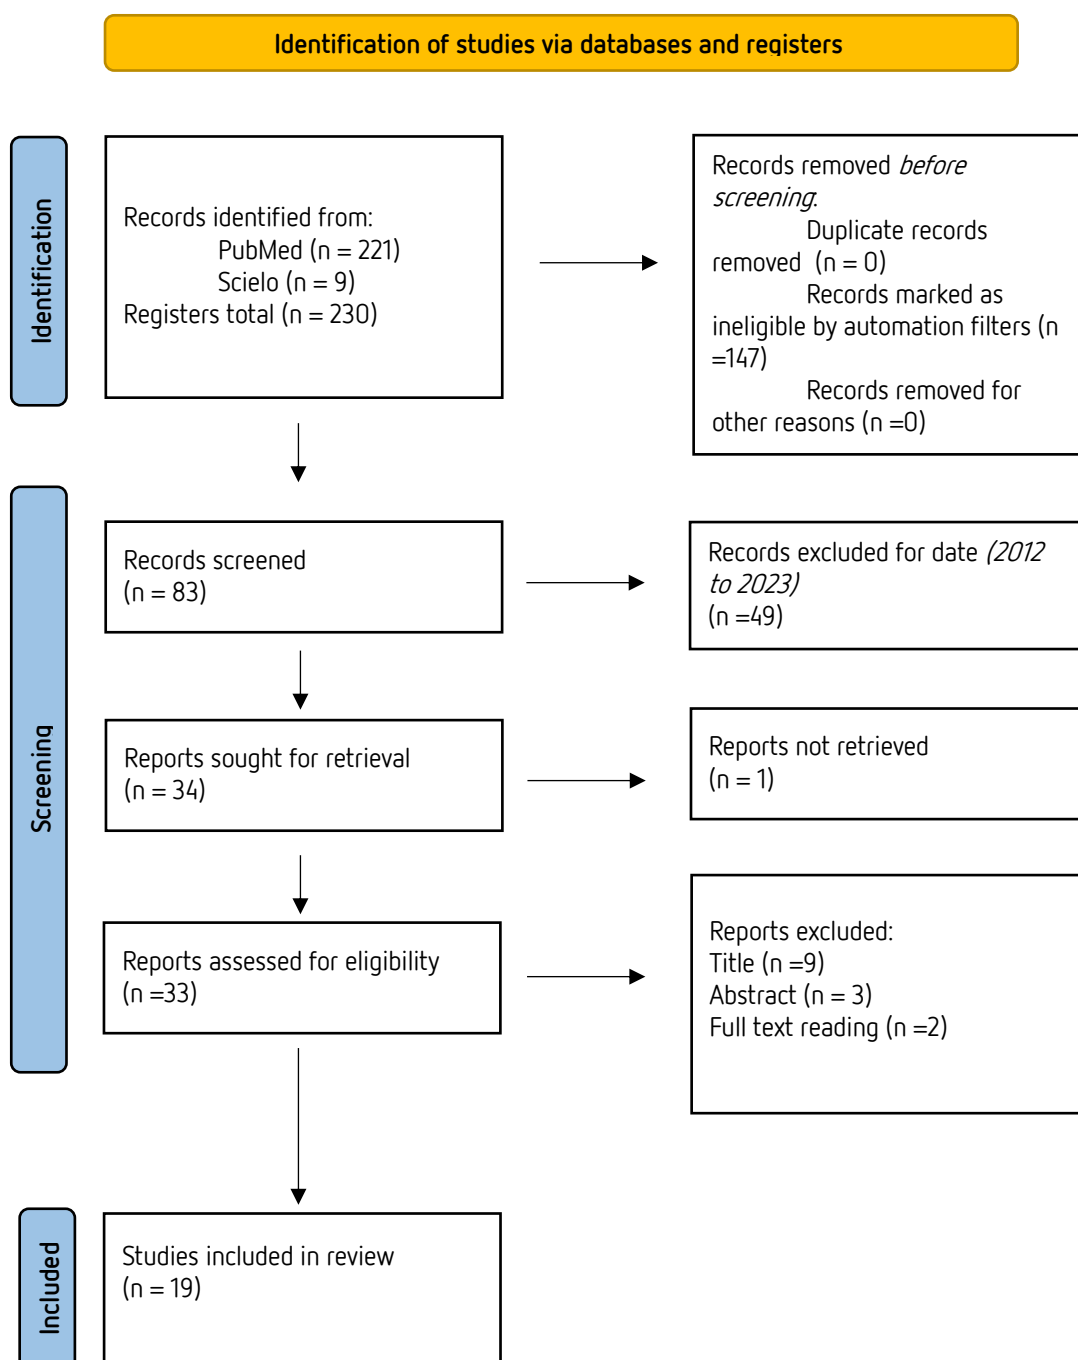 Identification of studies via databases and registers
Identification
Records identified from:
PubMed (n = 221)
Scielo (n = 9)
Registers total (n = 230)
Records removed before
screening:
Duplicate records
removed (n = 0)
Records marked as
ineligible by automation filters (n
=147)
Records removed for
other reasons (n =0)
Screening
Records screened
(n = 83)
Records excluded for date (2012
to 2023)
(n =49)
Reports sought for retrieval
(n = 34)
Reports not retrieved
(n = 1)
Reports assessed for eligibility
(n =33)
Reports excluded:
Title (n =9)
Abstract (n = 3)
Full text reading (n =2)
Included
Studies included in review
(n = 19)